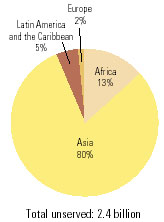 Europe
2%
Latin America
and the Caribbean
5%
Africa
13%
Asia
80%
Total unserved: 2.4 billion